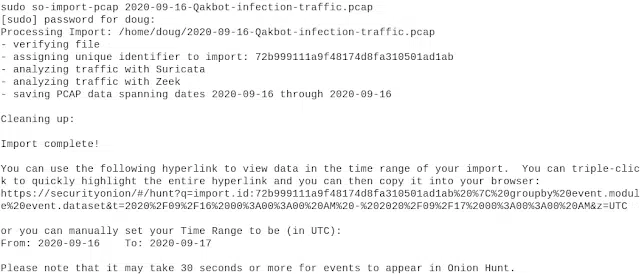 sudo so-import-pcap 2020-09-16-Qakbot-infection-traffic.pcap
[sudo] password for doug:
Processing Import: /home/doug/2020-09-16-Qakbot-infection-traffic.pcap
- verifying file
- assigning unique identifier to import: 72b999111a9f48174d8fa310501ad1ab
- analyzing traffic with Suricata
- analyzing traffic with Zeek
- saving PCAP data spanning dates 2020-09-16 through 2020-09-16
Cleaning up:
Import complete!
You can use the following hyperlink to view data in the time range of your import.  You can triple-clic
k to quickly highlight the entire hyperlink and you can then copy it into your browser:
https://securityonion/#/hunt?q=import.id:72b999111a9f48174d8fa310501ad1ab%20%7C%20groupby%20event.modul
e%20event.dataset&t=2020%2F09%2F16%2000%3A00%3A00%20AM%20-%202020%2F09%2F17%2000%3A00%3A00%20AM&z=UTC
or you can manually set your Time Range to be (in UTC):
From: 2020-09-16    To: 2020-09-17
Please note that it may take 30 seconds or more for events to appear in Onion Hunt.